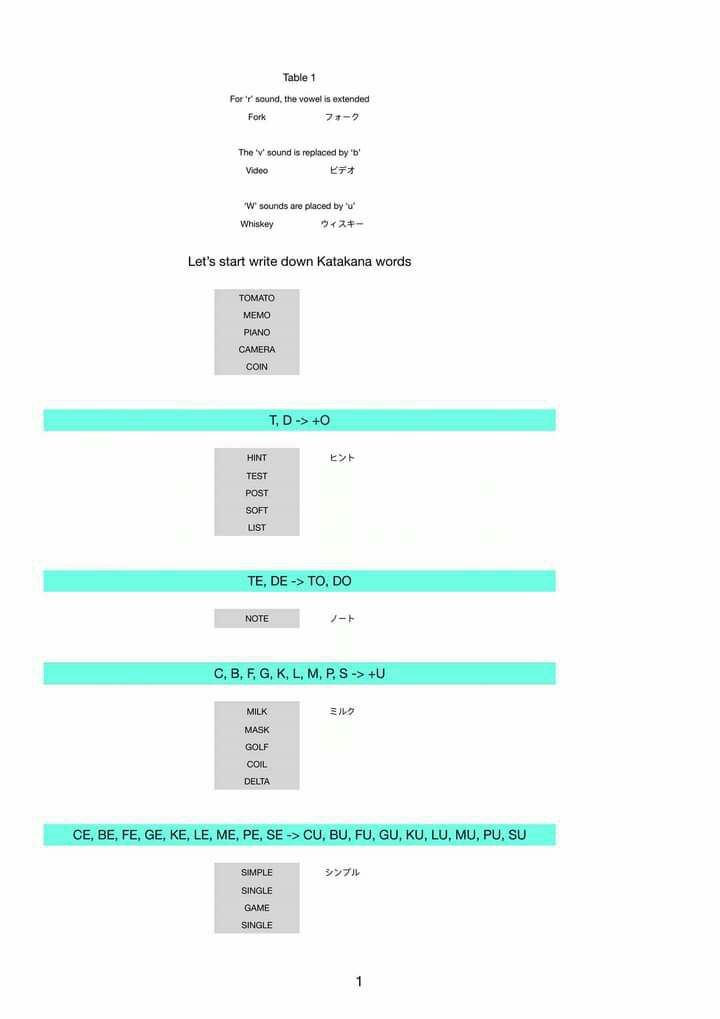 Table 1
For ‘r’ sound, the vowel is extended
Fork フォーク
The ‘v’ sound is replaced by ‘b’
Video ビデオ
‘W’ sounds are placed by ‘u’
Whiskey ウィスキー
Let’s start write down Katakana words
TOMATO
MEMO
PIANO
CAMERA
COIN
T, D -> +O
HINT ヒント
TEST
POST
SOFT
LIST
TE, DE -> TO, DO
NOTE ノート
C, B, F, G, K, L, M, P, S -> +U
MILK ミルク
MASK
GOLF
COIL
DELTA
CE, BE, FE, GE, KE, LE, ME, PE, SE -> CU, BU, FU, GU, KU, LU, MU, PU, SU
SIMPLE シンプル
SINGLE
GAME
SINGLE
1